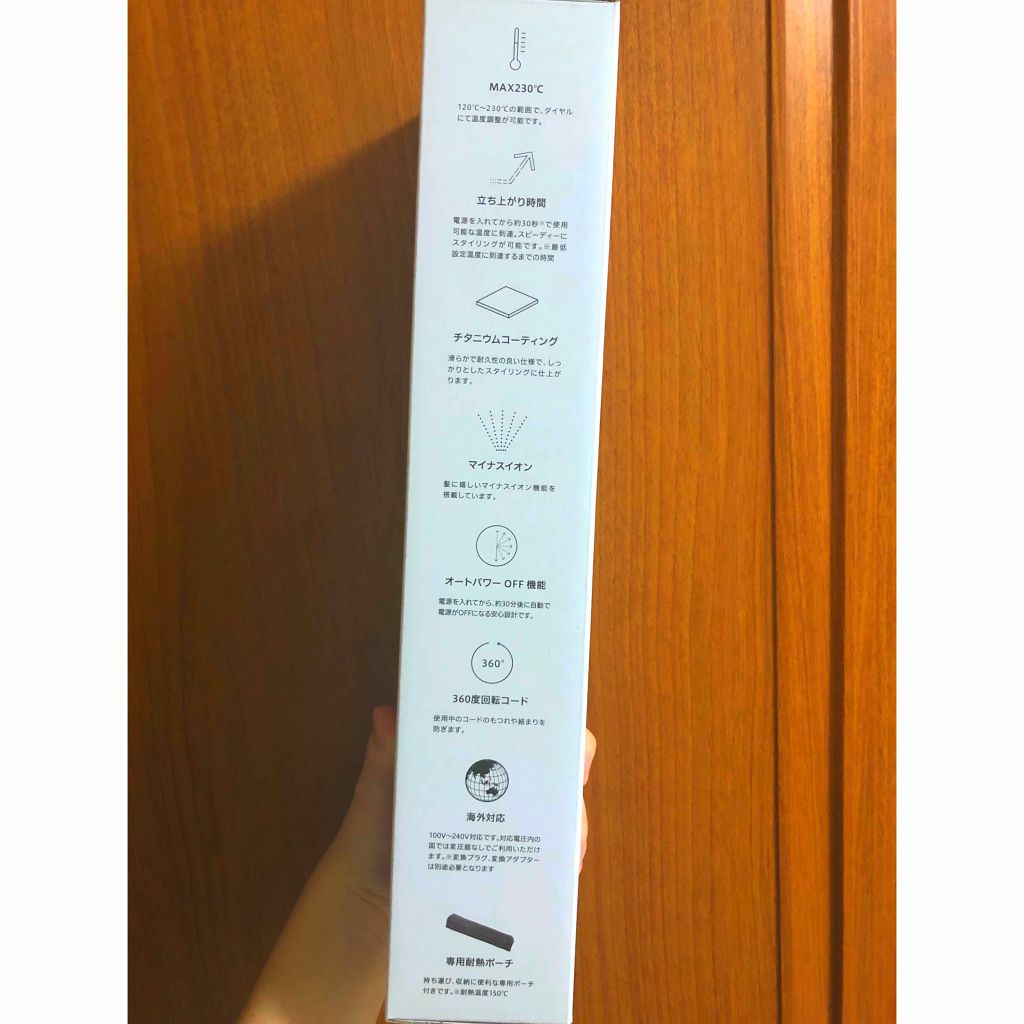 MAX230℃
120℃～230℃の範囲で、ダイヤル
にて温度調整が可能です。
立ち上がり時間
電源を入れてから約30秒※で使用
可能な温度に到達。スピーディーに
スタイリングが可能です。※最低
設定温度に到達するまでの時間
チタニウムコーティング
滑らかで耐久性の良い仕様で、しっ
かりとしたスタイリングに仕上が
ります。
マイナスイオン
髪に嬉しいマイナスイオン機能を
搭載しています。
オートパワー OFF 機能
電源を入れてから、約30分後に自動で
電源がOFFになる安心設計です。
360°
360度回転コード
使用中のコードのもつれや絡まりを
防ぎます。
海外対応
100V～240V対応です。対応電圧内の
国では変圧器なしでご利用いただけ
ます。※変換プラグ、変換アダプター
は別途必要となります
専用耐熱ポーチ
持ち運び、収納に便利な専用ポーチ
付きです。※耐熱温度150℃